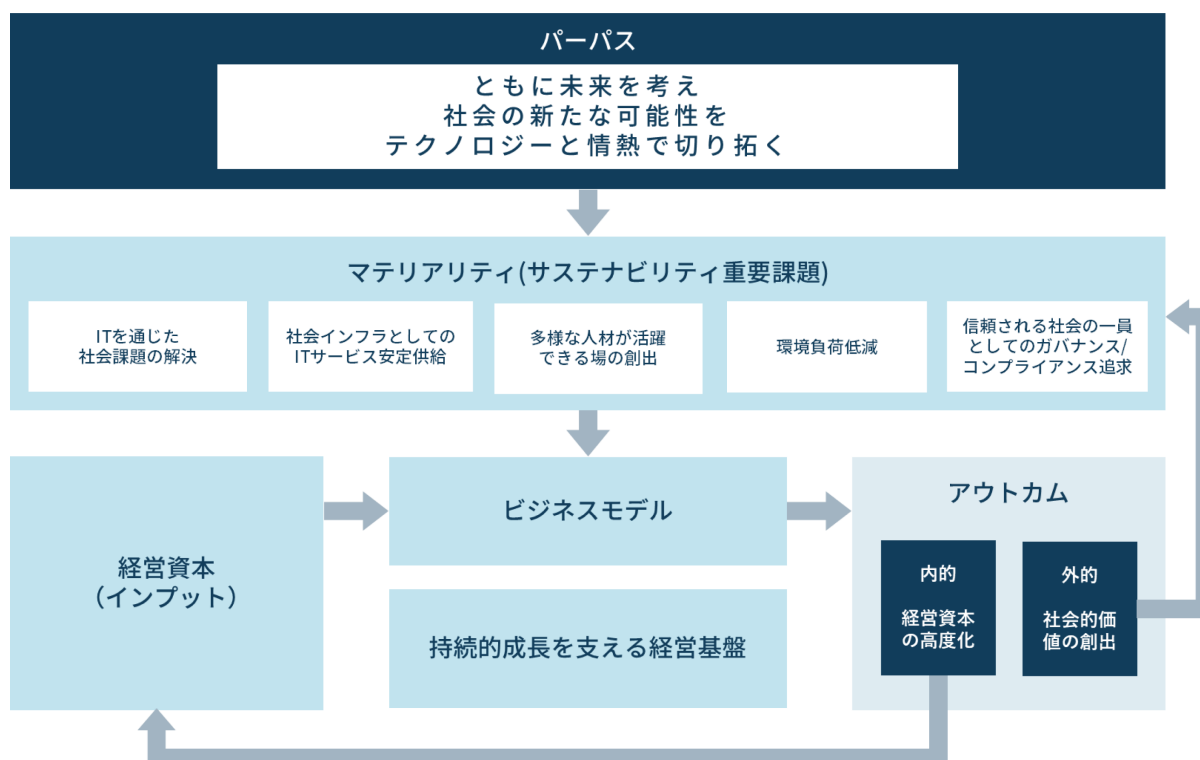 パーパス
ともに未来を考え
社会の新たな可能性を
テクノロジーと情熱で切り拓く
マテリアリティ(サステナビリティ重要課題)
ITを通じた
社会課題の解決
社会インフラとしての
ITサービス安定供給
多様な人材が活躍
できる場の創出
環境負荷低減
信頼される社会の一員
としてのガバナンス/
コンプライアンス追求
経営資本
（インプット）
ビジネスモデル
持続的成長を支える経営基盤
アウトカム
内的
経営資本
の高度化
外的
社会的価
値の創出